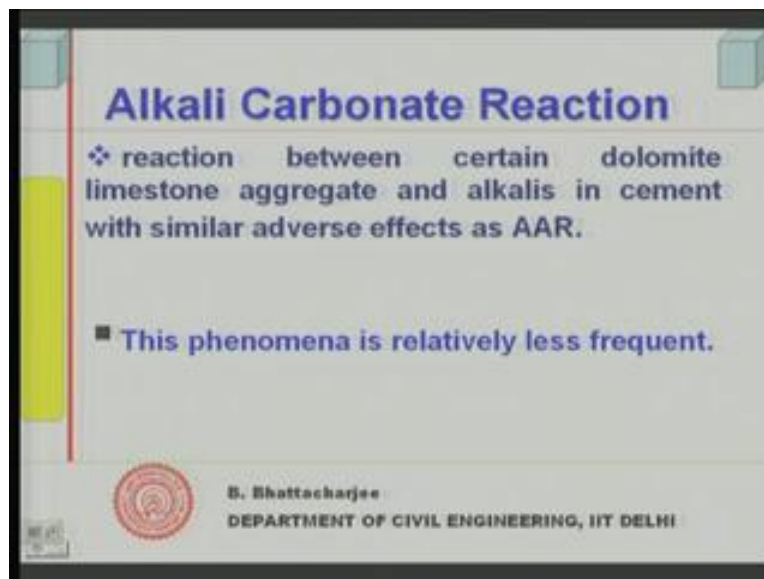 Alkali Carbonate Reaction
❖ reaction between certain dolomite
limestone aggregate and alkalis in cement
with similar adverse effects as AAR.
■ This phenomena is relatively less frequent.
B. Bhattacharjee
DEPARTMENT OF CIVIL ENGINEERING, IIT DELHI